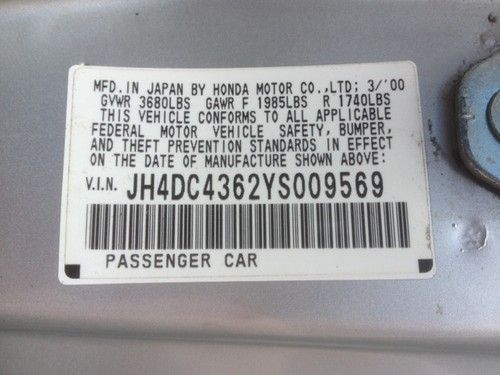 MFD. IN JAPAN BY HONDA MOTOR CO.,LTD; 3/'00
GVWR 3680LBS GAWR F 1985LBS R 1740LBS
THIS VEHICLE CONFORMS TO ALL APPLICABLE
FEDERAL MOTOR VEHICLE SAFETY, BUMPER,
AND THEFT PREVENTION STANDARDS IN EFFECT
ON THE DATE OF MANUFACTURE SHOWN ABOVE:
V.I.N. JH4DC4362YS009569
PASSENGER CAR